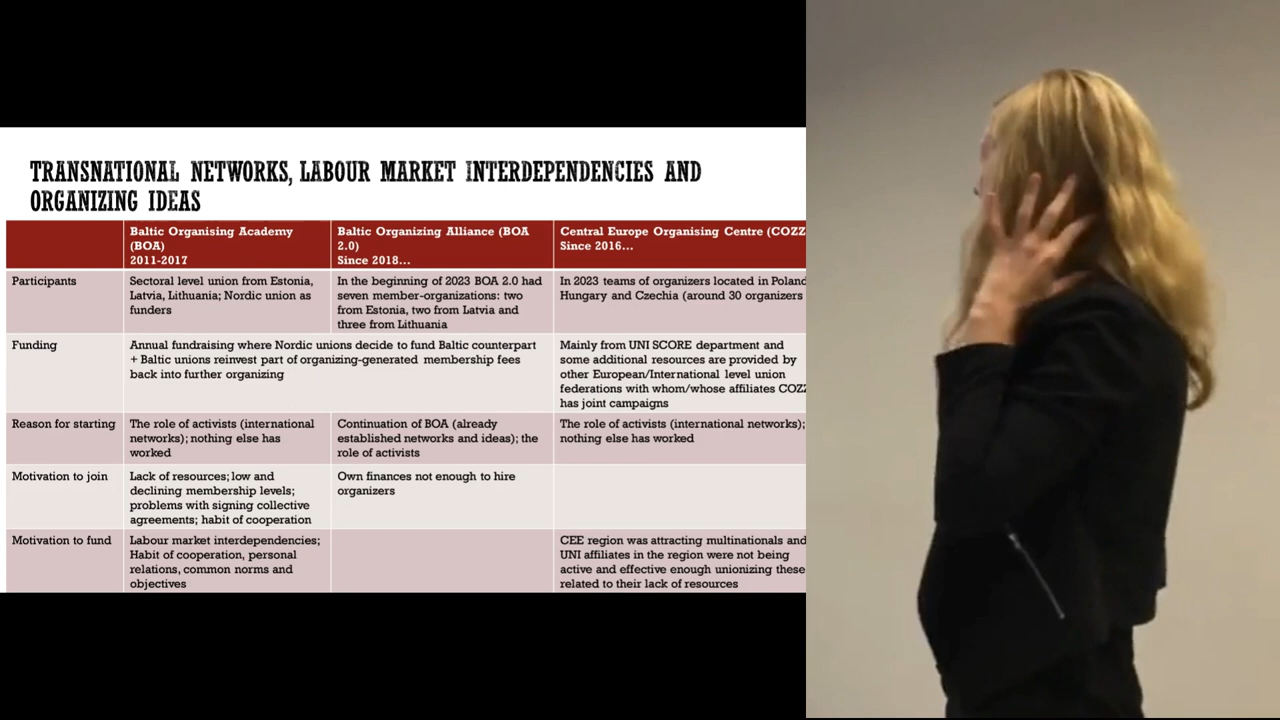 TRANSNATIONAL NETWORKS, LABOUR MARKET INTERDEPENDENCIES AND
ORGANIZING IDEAS
Baltic Organising Academy
(BOA)
2011-2017
Baltic Organizing Alliance (BOA
2.0)
Since 2018...
Central Europe Organising Centre (COZZ
Since 2016...
Participants
Sectoral level union from Estonia,
Latvia, Lithuania; Nordic union as
funders
In the beginning of 2023 BOA 2.0 had
seven member-organizations: two
from Estonia, two from Latvia and
three from Lithuania
In 2023 teams of organizers located in Poland
Hungary and Czechia (around 30 organizers
Funding
Annual fundraising where Nordic unions decide to fund Baltic counterpart
+ Baltic unions reinvest part of organizing-generated membership fees
back into further organizing
Mainly from UNI SCORE department and
some additional resources are provided by
other European/International level union
federations with whom/whose affiliates COZZ
has joint campaigns
Reason for starting
The role of activists (international
networks); nothing else has
worked
Continuation of BOA (already
established networks and ideas); the
role of activists
The role of activists (international networks);
nothing else has worked
Motivation to join
Lack of resources; low and
declining membership levels;
problems with signing collective
agreements; habit of cooperation
Own finances not enough to hire
organizers
Motivation to fund
Labour market interdependencies;
Habit of cooperation, personal
relations, common norms and
objectives
CEE region was attracting multinationals and
UNI affiliates in the region were not being
active and effective enough unionizing these
related to their lack of resources